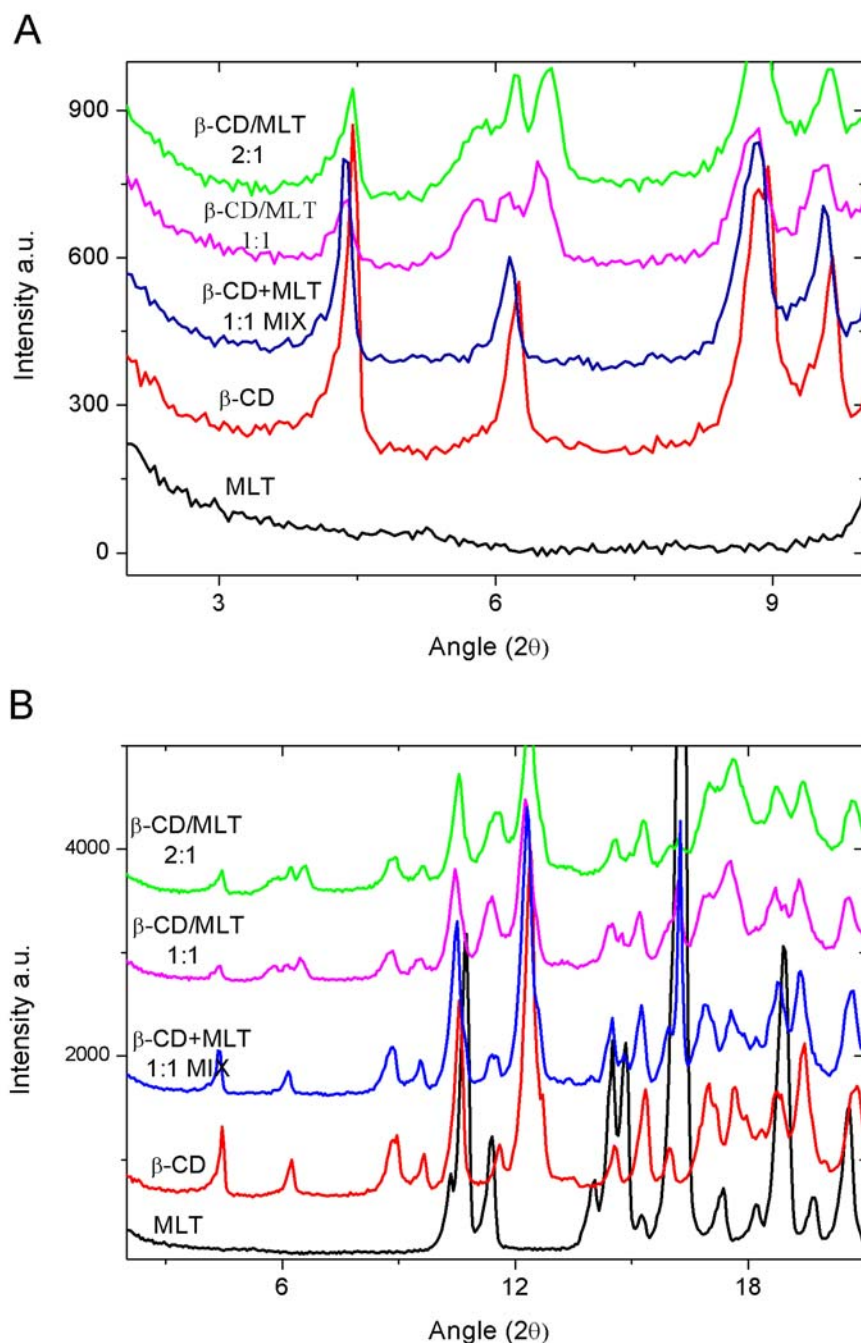 A
900
600
300
0
Intensity a.u.
β-CD/MLT
2:1
β-CD/MLT
1:1
β-CD+MLT
1:1 MIX
β-CD
MLT
3 6 9
Angle (2θ)
B
4000
2000
Intensity a.u.
β-CD/MLT
2:1
β-CD/MLT
1:1
β-CD+MLT
1:1 MIX
β-CD
MLT
6 12 18
Angle (2θ)